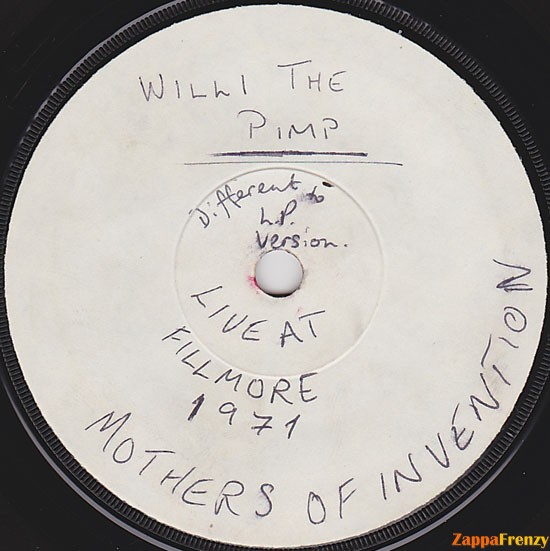 WILLI THE
PIMP
Different to
L.P.
Version.
LIVE AT
FILLMORE
1971
MOTHERS OF INVENTION
ZappaFrenzy